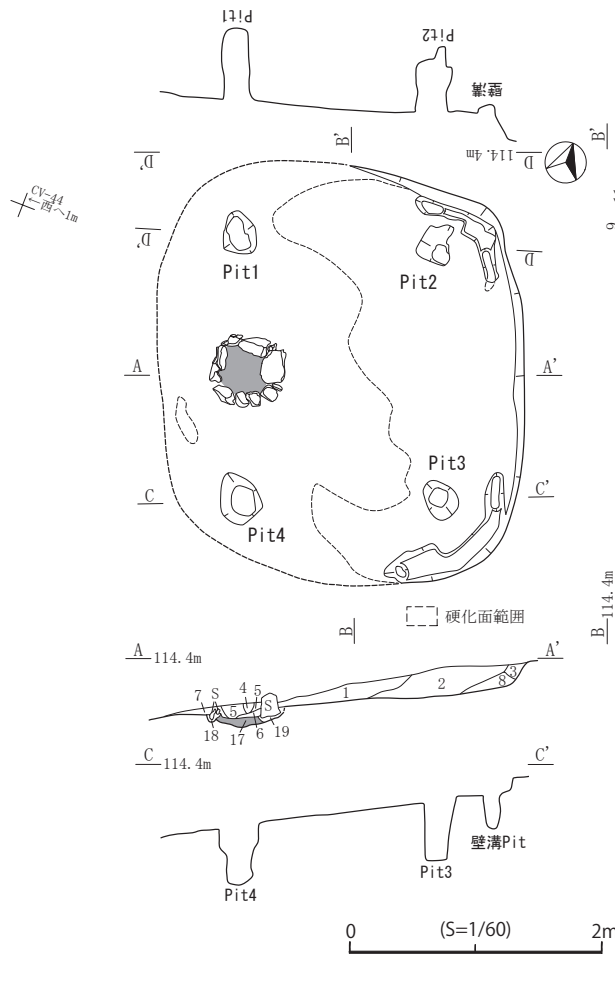 Pit1
Pit2
壁溝
B'
B'
D'
114.4m
D
CV-44
←西へ1m
D'
D
Pit1
Pit2
A
A'
Pit3
C
C'
Pit4
B
硬化面範囲
B
114.4m
A
114.4m
A'
7
S
4
5
5
S
1
2
3
8
18
17
6
19
C
114.4m
C'
Pit4
Pit3
壁溝Pit
0
(S=1/60)
2m